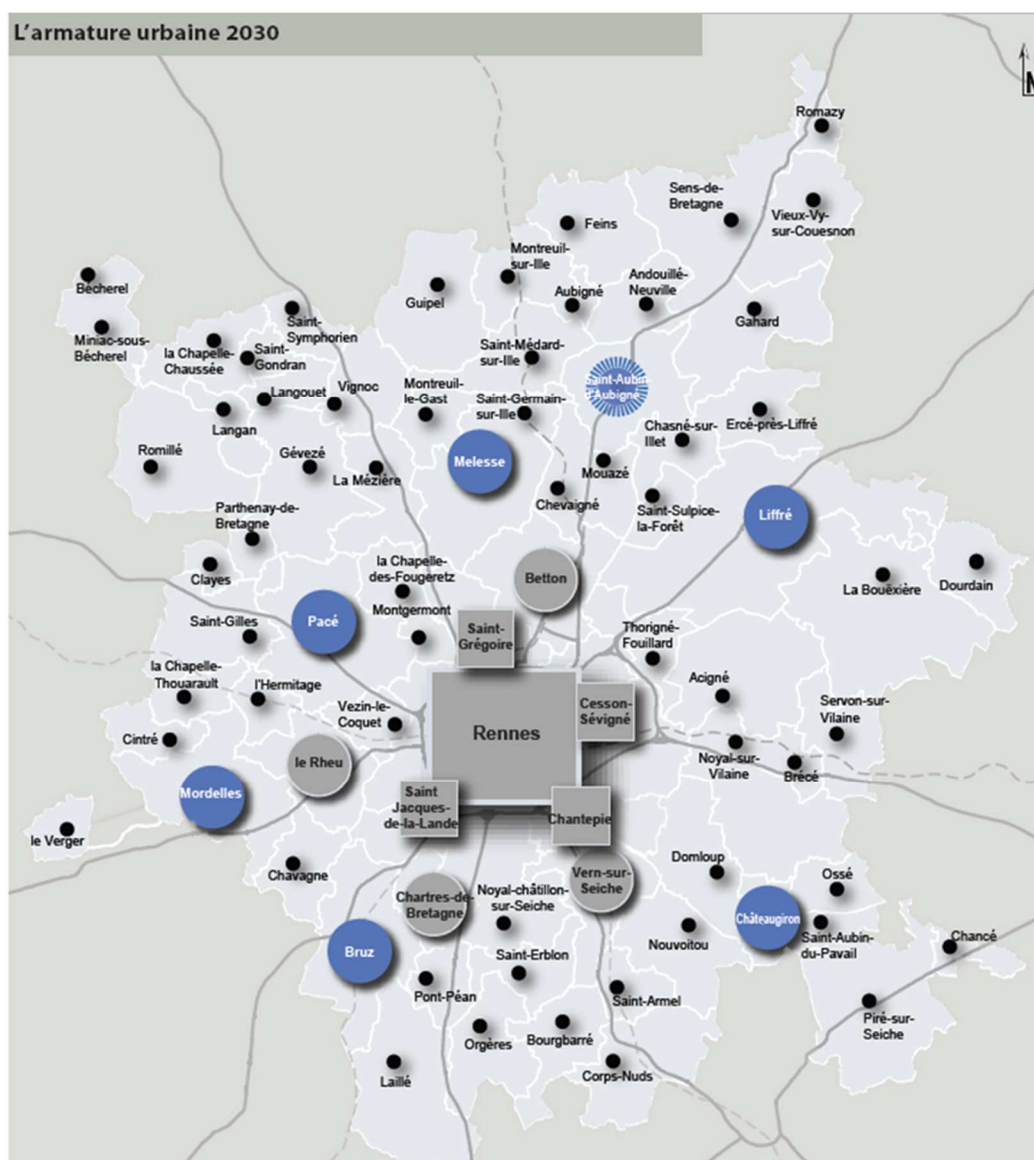 L'armature urbaine 2030
N
Romazy
Sens-de-
Bretagne
Vieux-Vy-
sur-Couesnon
Feins
Montreuil-
sur-Ille
Andouillé-
Neuville
Aubigné
Gahard
Guipel
Bécherel
Miniac-sous-
Bécherel
Saint-
Symphorien
la Chapelle-
Chaussée
Saint-
Gondran
Saint-Médard-
sur-Ille
Saint-Aubin
d'Aubigné
Langouet
Vignoc
Montreuil-
le-Gast
Saint-Germain-
sur-Ille
Langan
Chasné-sur-
Illet
Ercé-près-Liffré
Romillé
Gévezé
La Mézière
Melesse
Mouazé
Chevaigné
Saint-Sulpice-
la-Forêt
Liffré
Parthenay-de-
Bretagne
Clayes
la Chapelle-
des-Fougeretz
Betton
La Bouëxière
Dourdain
Montgermont
Pacé
Saint-Gilles
Saint-
Grégoire
Thorigné-
Fouillard
la Chapelle-
Thouarault
l'Hermitage
Acigné
Vezin-le-
Coquet
Cesson-
Sévigné
Servon-sur-
Vilaine
Rennes
Cintré
Noyal-sur-
Vilaine
Brécé
le Rheu
Mordelles
Saint
Jacques-
de-la-Lande
Chantepie
le Verger
Chavagne
Vern-sur-
Seiche
Domloup
Ossé
Chartres-de-
Bretagne
Noyal-châtillon-
sur-Seiche
Châteaugiron
Nouvoitou
Saint-Aubin-
du-Pavail
Chancé
Bruz
Saint-Erblon
Pont-Péan
Saint-Armel
Piré-sur-
Seiche
Orgères
Bourgbarré
Laillé
Corps-Nuds